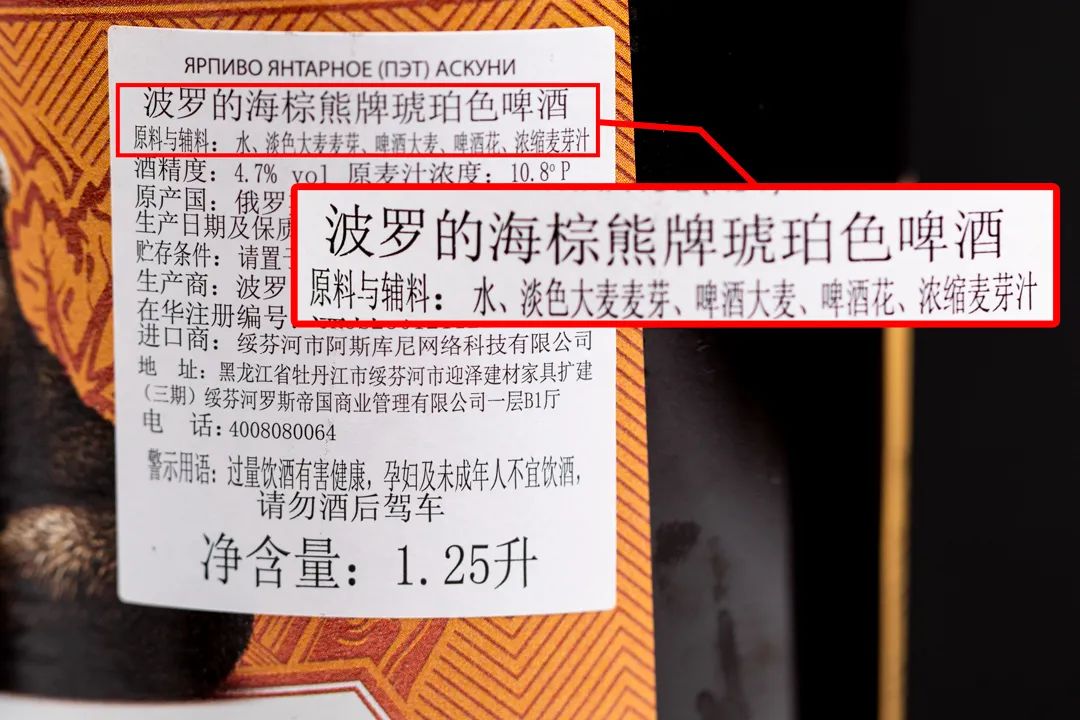 ЯРПИВО ЯНТАРНОЕ (ПЭТ) АСКУНИ
波罗的海棕熊牌琥珀色啤酒
原料与辅料：水、淡色大麦麦芽、啤酒大麦、啤酒花、浓缩麦芽汁
酒精度：4.7% vol 原麦汁浓度：10.8° P
原产国：俄罗
生产日期及保质
贮存条件：请置于
生产商：波罗
在华注册编号:
进口商：绥芬河市阿斯库尼网络科技有限公司
地 址：黑龙江省牡丹江市绥芬河市迎泽建材家具扩建
（三期）绥芬河罗斯帝国商业管理有限公司一层B1厅
电 话:4008080064
警示用语：过量饮酒有害健康，孕妇及未成年人不宜饮酒，
请勿酒后驾车
净含量：1.25升
波罗的海棕熊牌琥珀色啤酒
原料与辅料：水、淡色大麦麦芽、啤酒大麦、啤酒花、浓缩麦芽汁